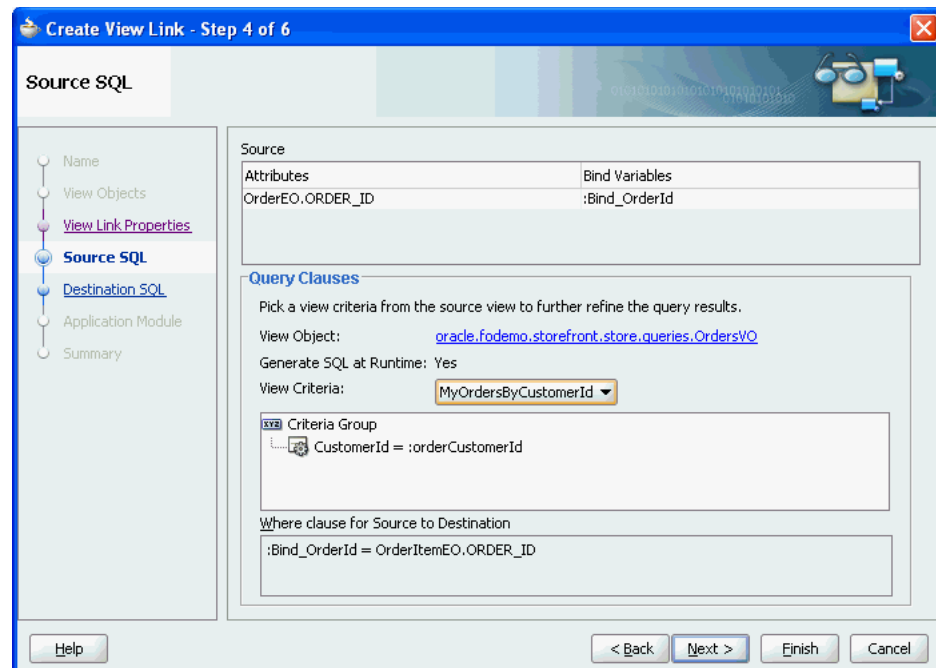 Create View Link - Step 4 of 6
Source SQL
Name
View Objects
View Link Properties
Source SQL
Destination SQL
Application Module
Summary
Source
Attributes Bind Variables
OrderEO.ORDER_ID :Bind_OrderId
Query Clauses
Pick a view criteria from the source view to further refine the query results.
View Object: oracle.fodemo.storefront.store.queries.OrdersVO
Generate SQL at Runtime: Yes
View Criteria: MyOrdersByCustomerId
XYZ Criteria Group
CustomerId = :orderCustomerId
Where clause for Source to Destination
:Bind_OrderId = OrderItemEO.ORDER_ID
Help < Back Next > Finish Cancel